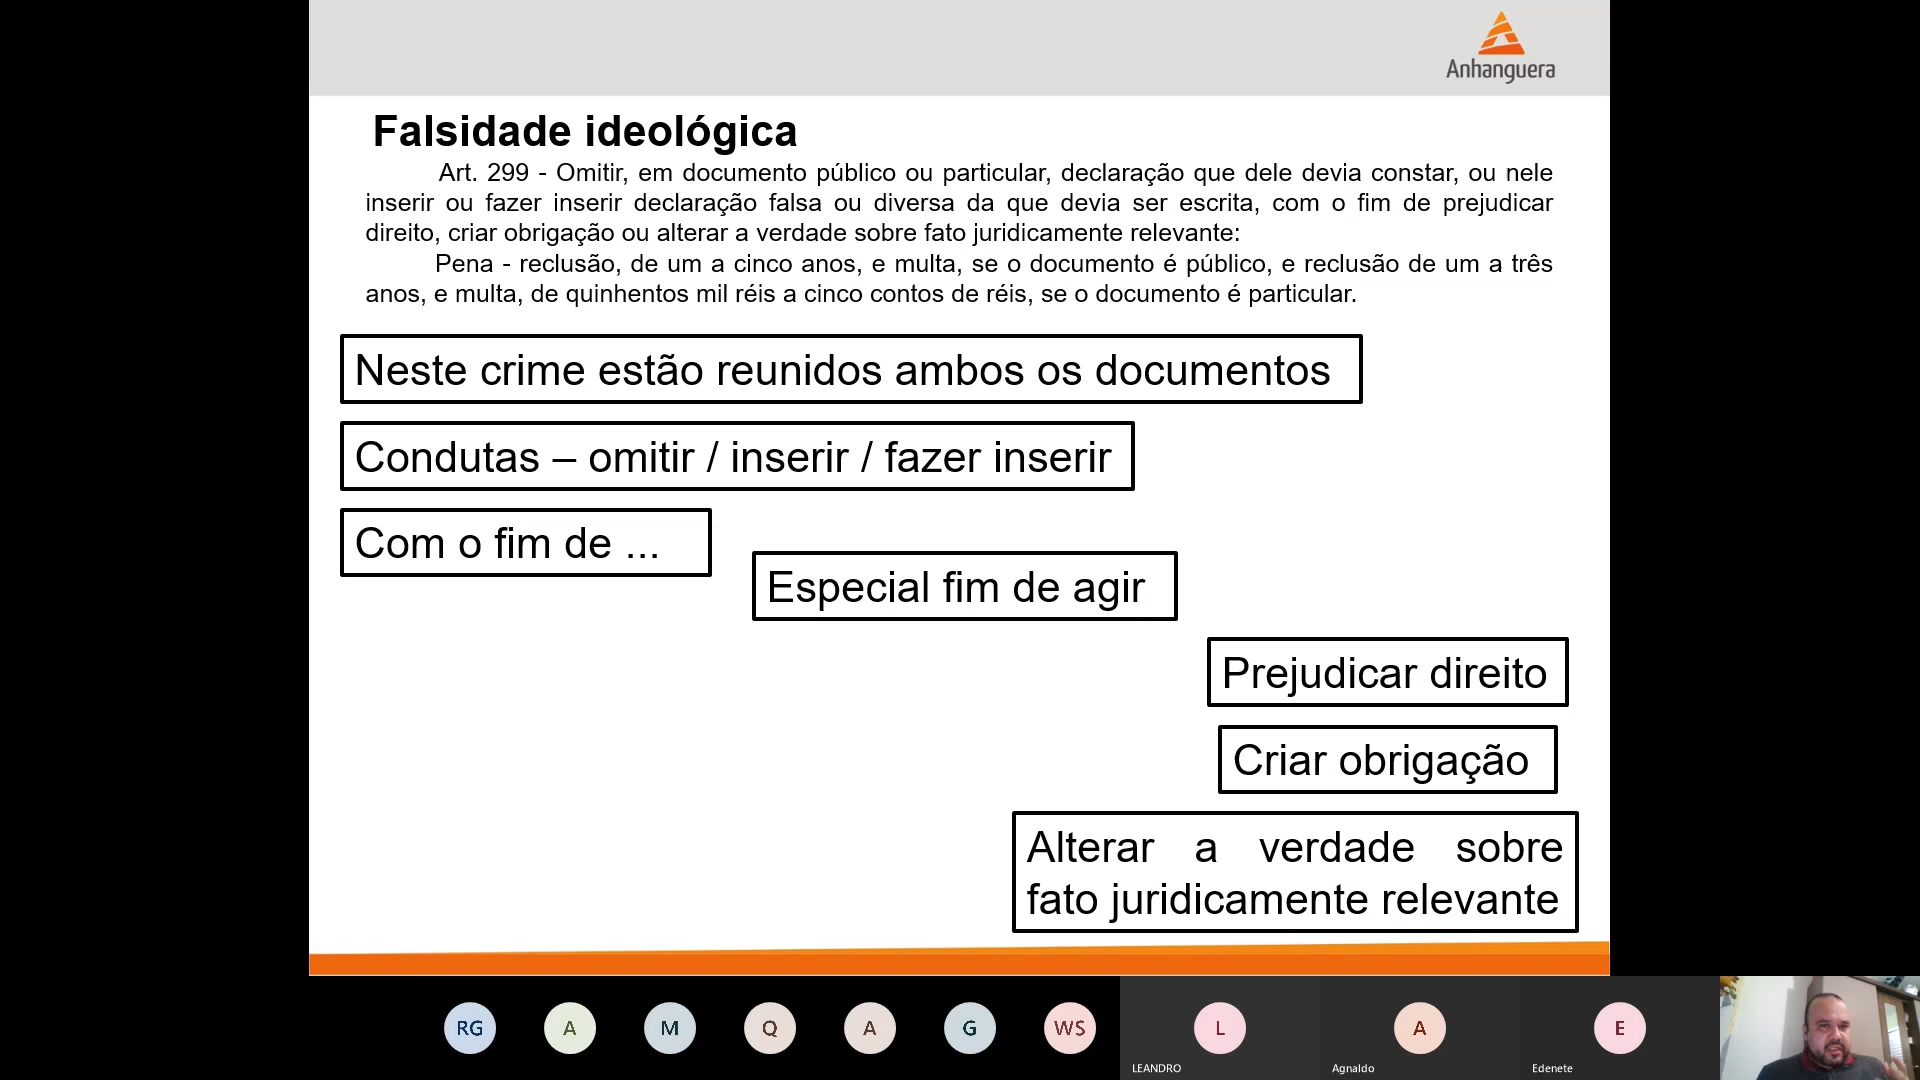 Anhanguera
Falsidade ideológica
Art. 299 - Omitir, em documento público ou particular, declaração que dele devia constar, ou nele
inserir ou fazer inserir declaração falsa ou diversa da que devia ser escrita, com o fim de prejudicar
direito, criar obrigação ou alterar a verdade sobre fato juridicamente relevante:
Pena - reclusão, de um a cinco anos, e multa, se o documento é público, e reclusão de um a três
anos, e multa, de quinhentos mil réis a cinco contos de réis, se o documento é particular.
Neste crime estão reunidos ambos os documentos
Condutas – omitir / inserir / fazer inserir
Com o fim de ...
Especial fim de agir
Prejudicar direito
Criar obrigação
Alterar a verdade sobre
fato juridicamente relevante
RG A M Q A G WS L A E
LEANDRO Agnaldo Edenete